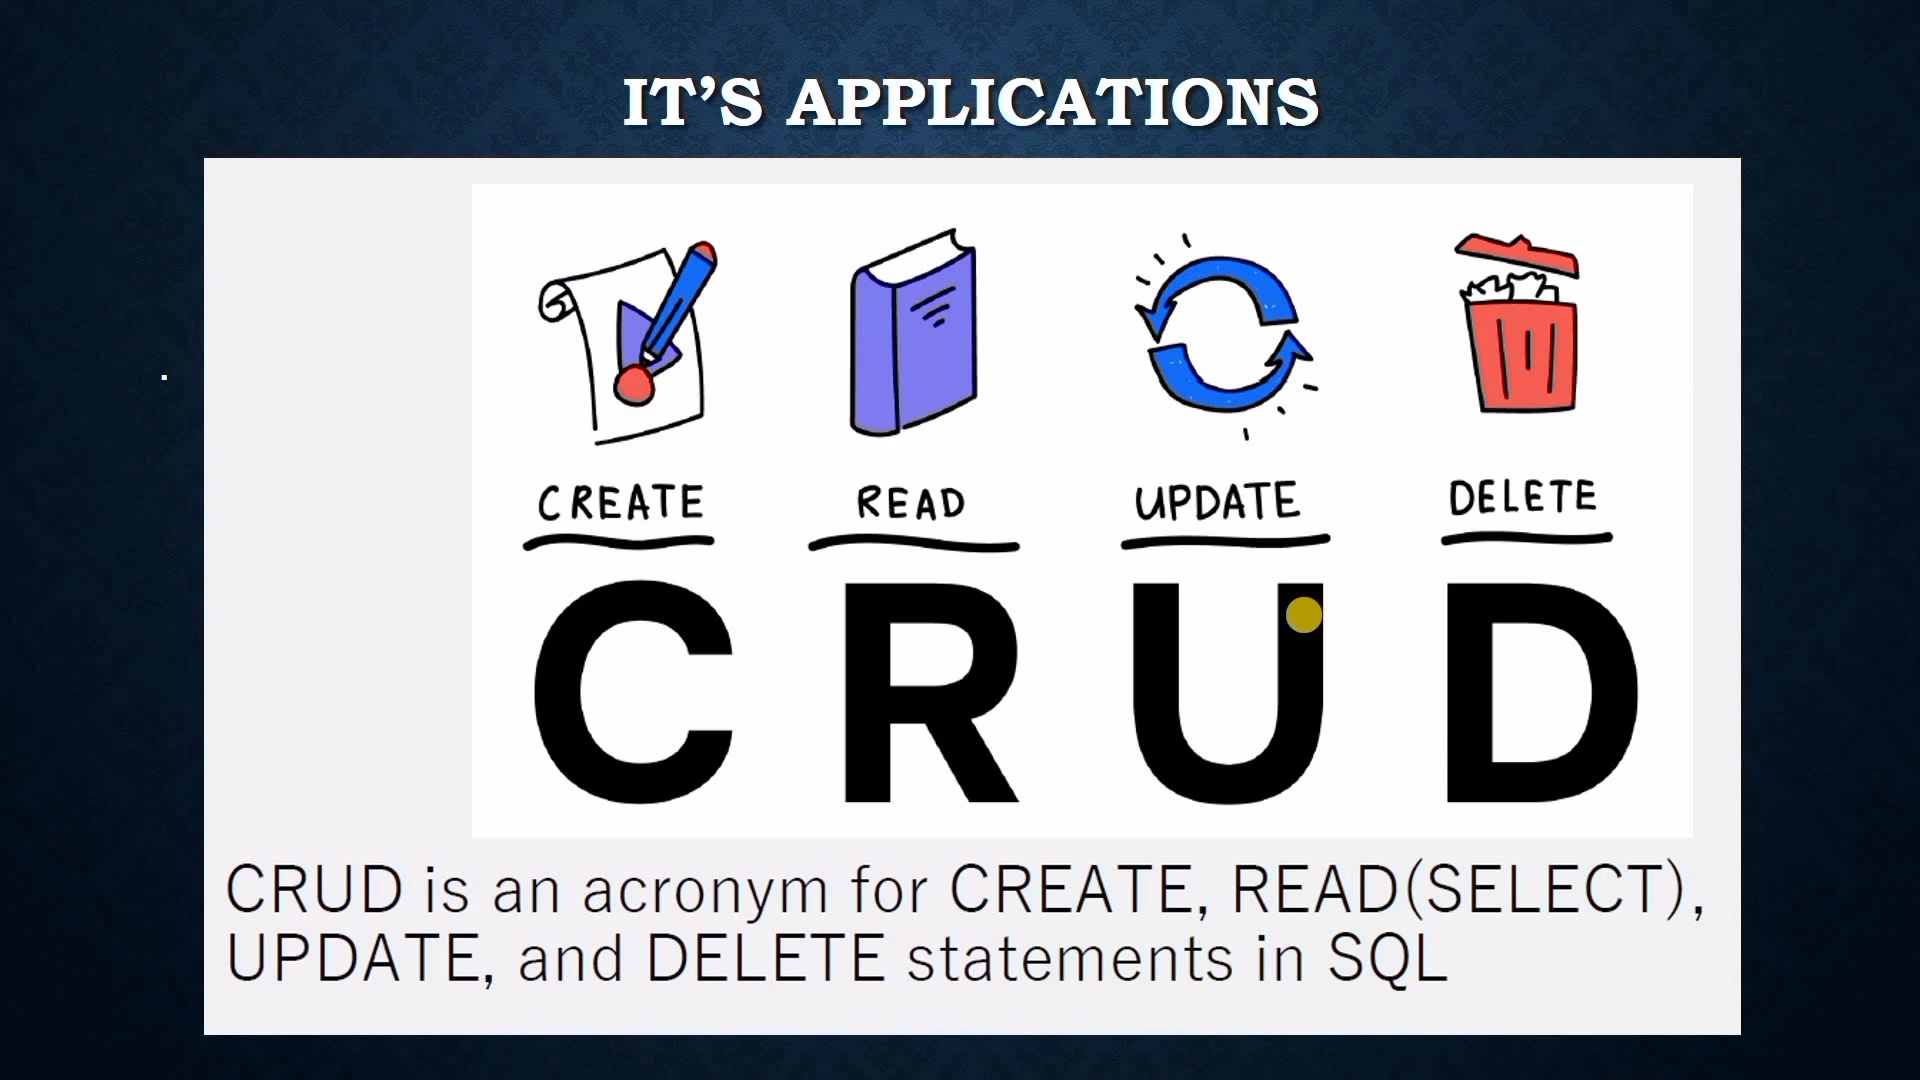 IT’S APPLICATIONS
CREATE READ UPDATE DELETE
C R U D
CRUD is an acronym for CREATE, READ(SELECT),
UPDATE, and DELETE statements in SQL